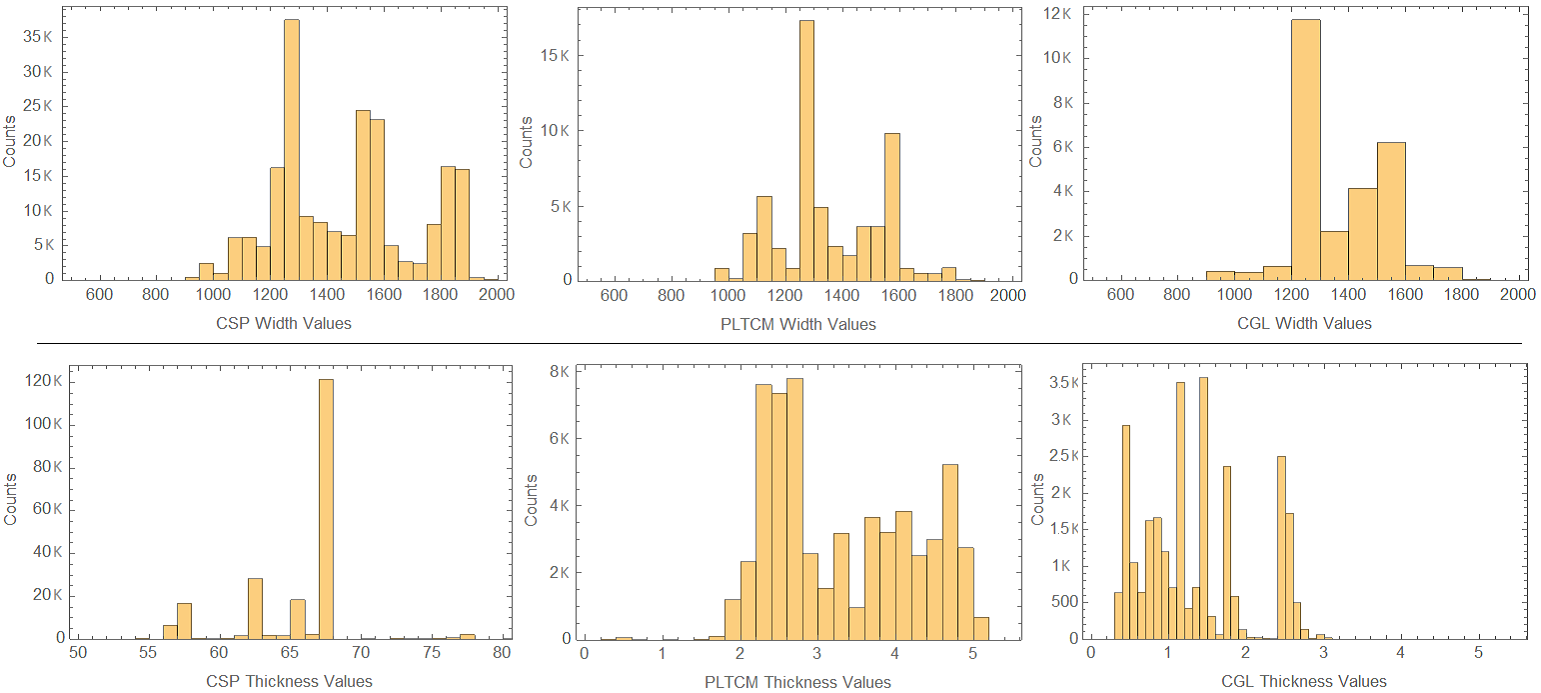 35K
30K
25K
20K
15K
10K
5K
0
Counts
600 800 1000 1200 1400 1600 1800 2000
CSP Width Values
15K
10K
5K
0
Counts
600 800 1000 1200 1400 1600 1800 2000
PLTCM Width Values
12K
10K
8K
6K
4K
2K
0
Counts
600 800 1000 1200 1400 1600 1800 2000
CGL Width Values
120K
100K
80K
60K
40K
20K
0
Counts
50 55 60 65 70 75 80
CSP Thickness Values
8K
6K
4K
2K
0
Counts
0 1 2 3 4 5
PLTCM Thickness Values
3.5K
3K
2.5K
2K
1.5K
1K
500
0
Counts
0 1 2 3 4 5
CGL Thickness Values